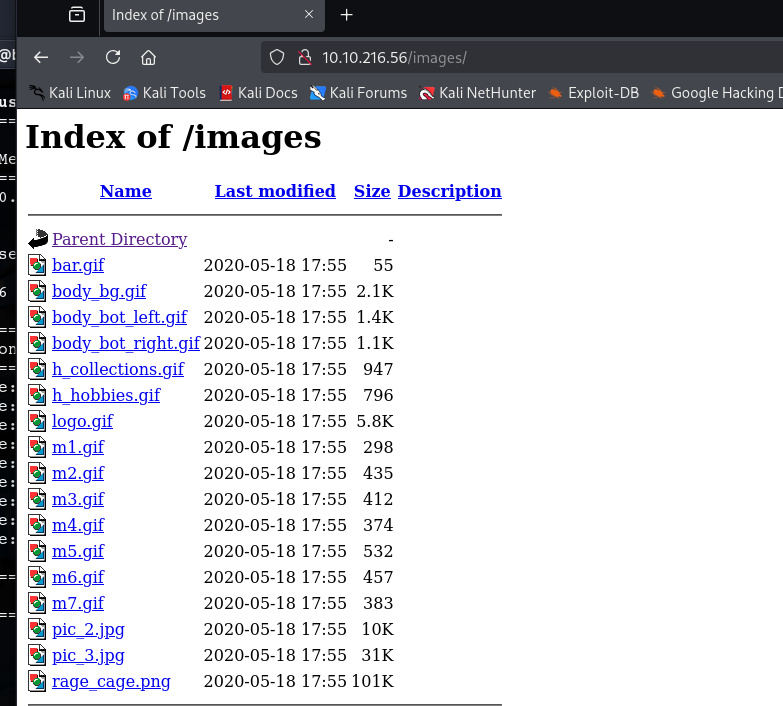 Index of /images
10.10.216.56/images/
Kali Linux Kali Tools Kali Docs Kali Forums Kali NetHunter Exploit-DB Google Hacking
Index of /images
Name Last modified Size Description
Parent Directory -
bar.gif 2020-05-18 17:55 55
body_bg.gif 2020-05-18 17:55 2.1K
body_bot_left.gif 2020-05-18 17:55 1.4K
body_bot_right.gif 2020-05-18 17:55 1.1K
h_collections.gif 2020-05-18 17:55 947
h_hobbies.gif 2020-05-18 17:55 796
logo.gif 2020-05-18 17:55 5.8K
m1.gif 2020-05-18 17:55 298
m2.gif 2020-05-18 17:55 435
m3.gif 2020-05-18 17:55 412
m4.gif 2020-05-18 17:55 374
m5.gif 2020-05-18 17:55 532
m6.gif 2020-05-18 17:55 457
m7.gif 2020-05-18 17:55 383
pic_2.jpg 2020-05-18 17:55 10K
pic_3.jpg 2020-05-18 17:55 31K
rage_cage.png 2020-05-18 17:55 101K